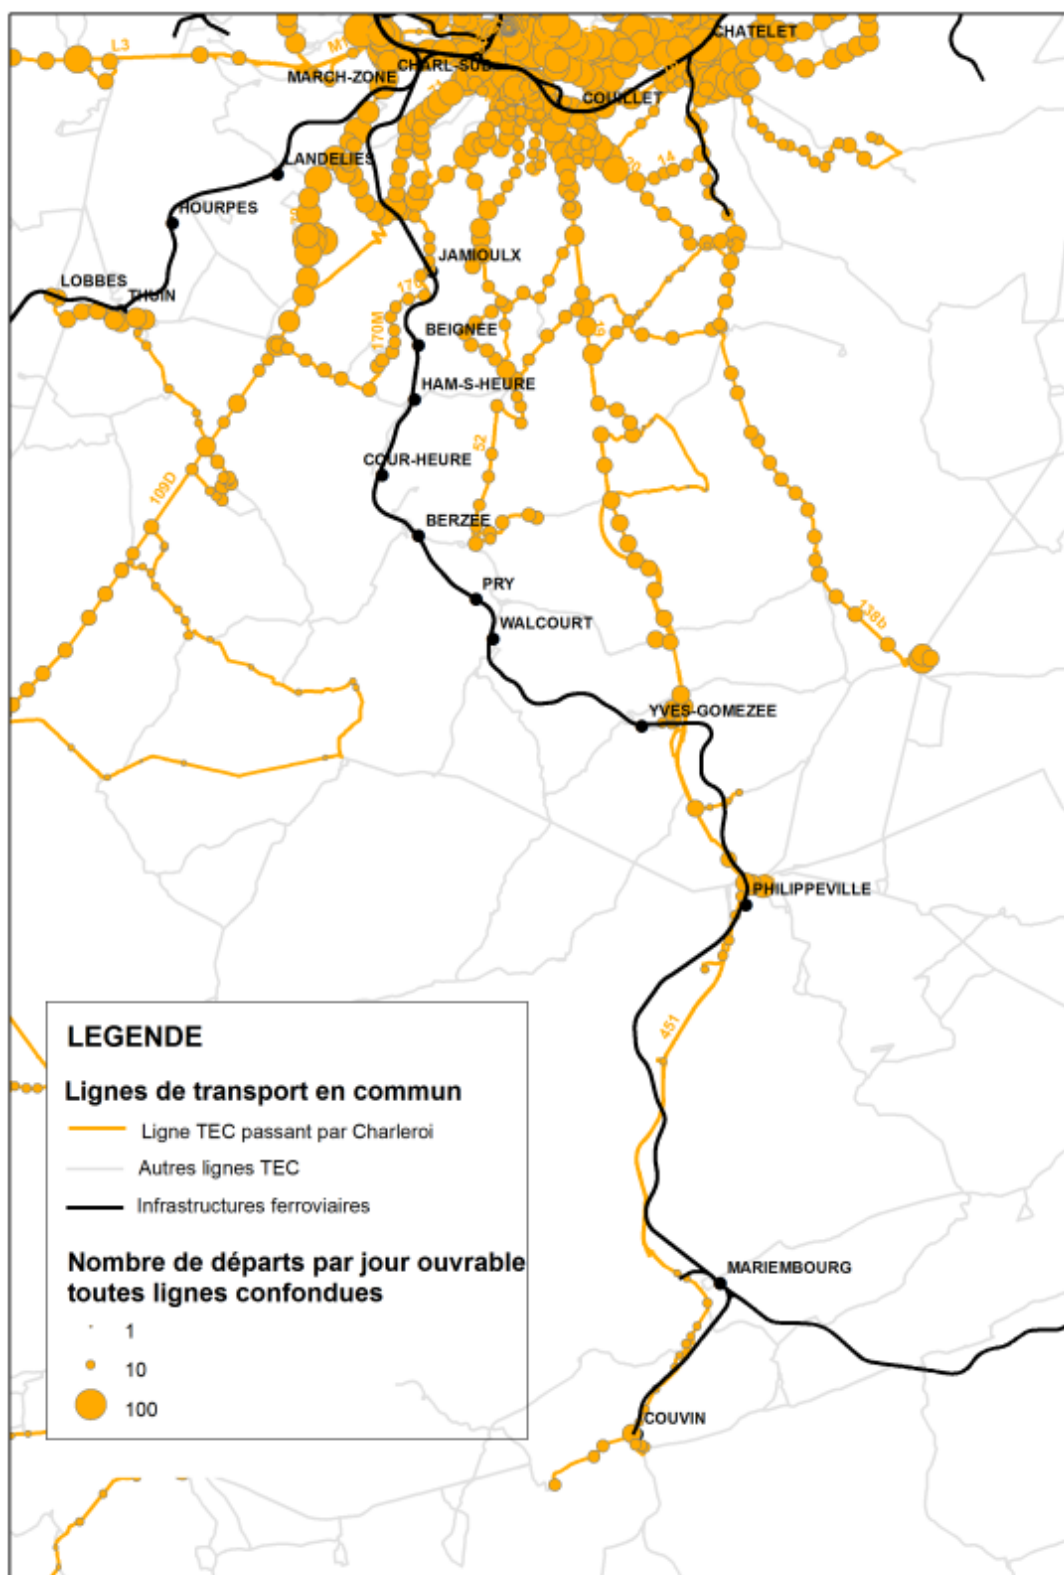 CHATELET
L3
M1
CHARL-SUD
MARCH-ZONE
COUILLET
14
LANDELIES
HOURPES
JAMIOULX
LOBBES
170
THUIN
170M
BEIGNEE
HAM-S-HEURE
52
COUR-HEURE
109D
BERZEE
PRY
138b
WALCOURT
YVES-GOMEZEE
PHILIPPEVILLE
451
LEGENDE
Lignes de transport en commun
Ligne TEC passant par Charleroi
Autres lignes TEC
Infrastructures ferroviaires
Nombre de départs par jour ouvrable
toutes lignes confondues
1
10
100
MARIEMBOURG
COUVIN